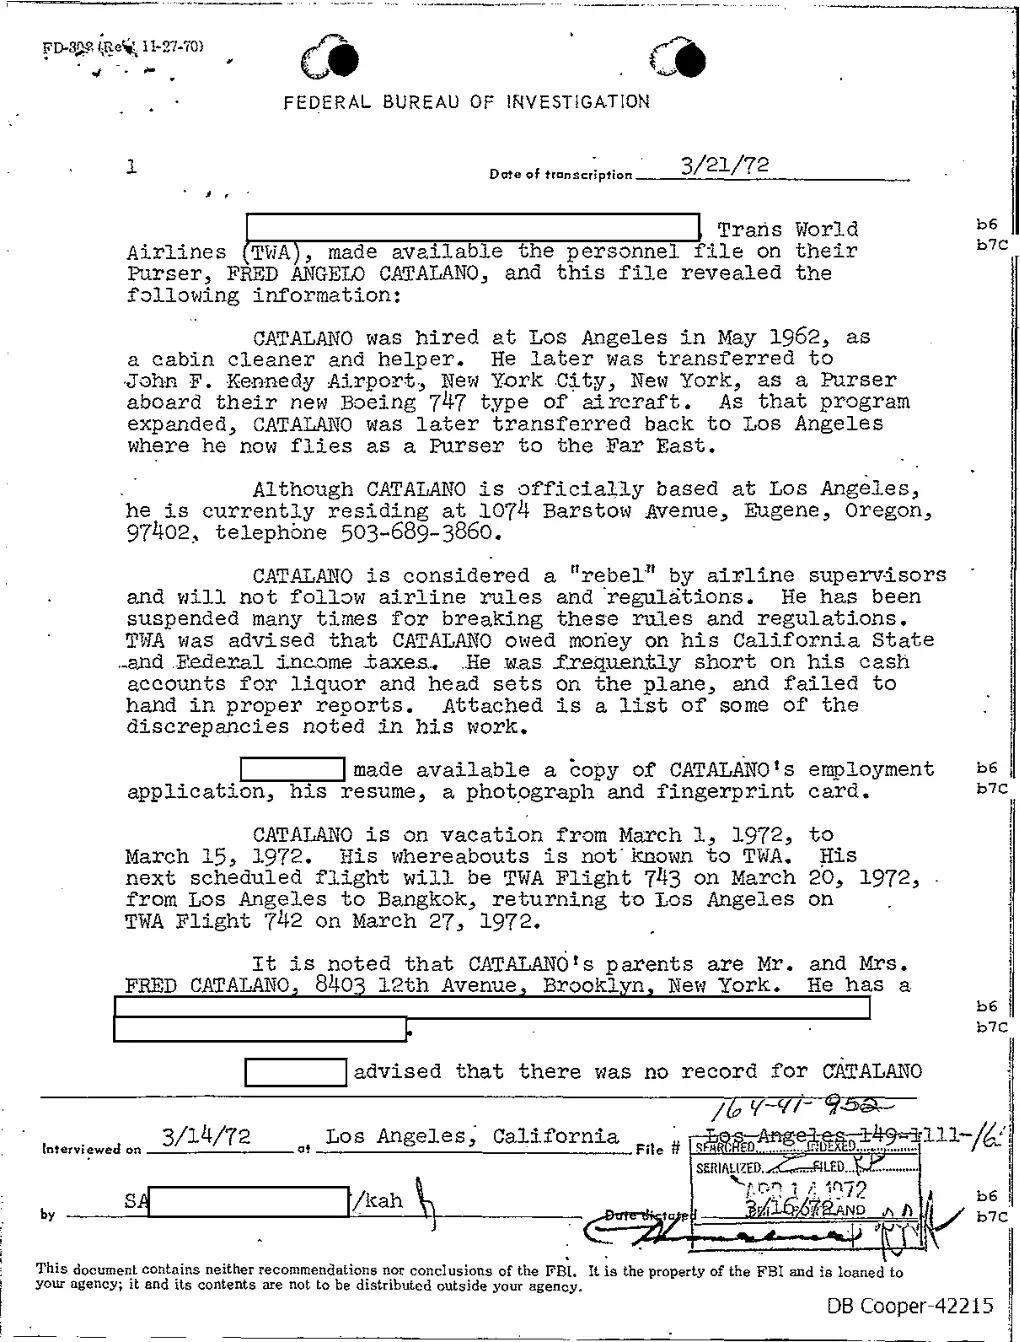 FD-302 (Rev. 11-27-70)
FEDERAL BUREAU OF INVESTIGATION
1
Date of transcription 3/21/72
, Trans World b6
Airlines (TWA), made available the personnel file on their b7C
Purser, FRED ANGELO CATALANO, and this file revealed the
following information:
CATALANO was hired at Los Angeles in May 1962, as
a cabin cleaner and helper. He later was transferred to
John F. Kennedy Airport, New York City, New York, as a Purser
aboard their new Boeing 747 type of aircraft. As that program
expanded, CATALANO was later transferred back to Los Angeles
where he now flies as a Purser to the Far East.
Although CATALANO is officially based at Los Angeles,
he is currently residing at 1074 Barstow Avenue, Eugene, Oregon,
97402, telephone 503-689-3860.
CATALANO is considered a "rebel" by airline supervisors
and will not follow airline rules and regulations. He has been
suspended many times for breaking these rules and regulations.
TWA was advised that CATALANO owed money on his California State
and Federal income taxes. He was frequently short on his cash
accounts for liquor and head sets on the plane, and failed to
hand in proper reports. Attached is a list of some of the
discrepancies noted in his work.
made available a copy of CATALANO's employment b6
application, his resume, a photograph and fingerprint card. b7C
CATALANO is on vacation from March 1, 1972, to
March 15, 1972. His whereabouts is not known to TWA. His
next scheduled flight will be TWA Flight 743 on March 20, 1972,
from Los Angeles to Bangkok, returning to Los Angeles on
TWA Flight 742 on March 27, 1972.
It is noted that CATALANO's parents are Mr. and Mrs.
FRED CATALANO, 8403 12th Avenue, Brooklyn, New York. He has a
b6
. b7C
advised that there was no record for CATALANO
164-41-952
Interviewed on 3/14/72 at Los Angeles, California File # Los Angeles 149-1111-
SEARCHED INDEXED
SERIALIZED FILED
APR 14 1972
by SA /kah Date dictated 3/16/72 b6
b7C
This document contains neither recommendations nor conclusions of the FBI. It is the property of the FBI and is loaned to
your agency; it and its contents are not to be distributed outside your agency.
DB Cooper-42215